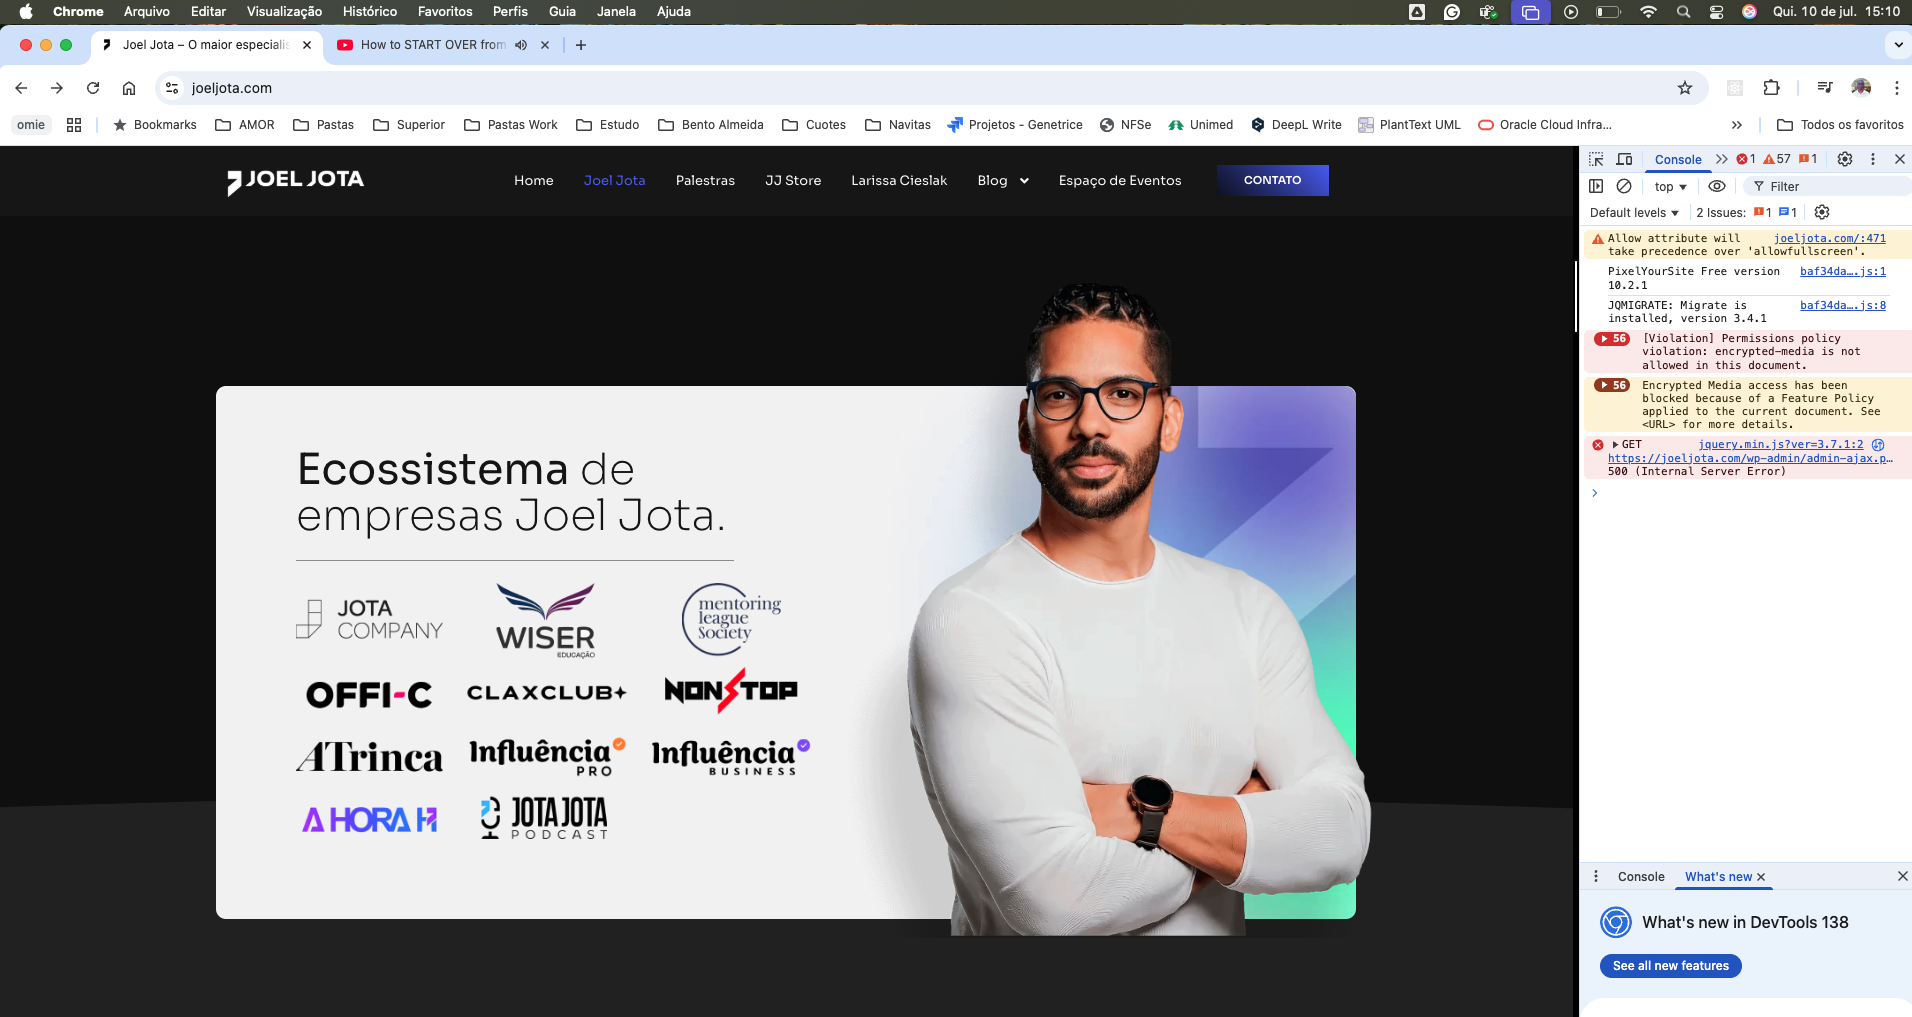 Chrome Arquivo Editar Visualização Histórico Favoritos Perfis Guia Janela Ajuda Qui. 10 de jul. 15:10
Joel Jota – O maior especialis How to START OVER from
joeljota.com
omie Bookmarks AMOR Pastas Superior Pastas Work Estudo Bento Almeida Cuotes Navitas Projetos - Genetrice NFSe Unimed DeepL Write PlantText UML Oracle Cloud Infra... Todos os favoritos
JOEL JOTA Home Joel Jota Palestras JJ Store Larissa Cieslak Blog Espaço de Eventos CONTATO
Ecossistema de
empresas Joel Jota.
JOTA
COMPANY
WISER
EDUCAÇÃO
mentoring
league
Society
OFFI-C CLAXCLUB+ NONSTOP
ATrinca
Influência
PRO
Influência
BUSINESS
A HORA H
JOTA JOTA
PODCAST
Console 1 57 1
top Filter
Default levels 2 Issues: 1 1
Allow attribute will joeljota.com/:471
take precedence over 'allowfullscreen'.
PixelYourSite Free version baf34da….js:1
10.2.1
JQMIGRATE: Migrate is baf34da….js:8
installed, version 3.4.1
56 [Violation] Permissions policy
violation: encrypted-media is not
allowed in this document.
56 Encrypted Media access has been
blocked because of a Feature Policy
applied to the current document. See
<URL> for more details.
GET jquery.min.js?ver=3.7.1:2
https://joeljota.com/wp-admin/admin-ajax.p…
500 (Internal Server Error)
Console What's new
What's new in DevTools 138
See all new features